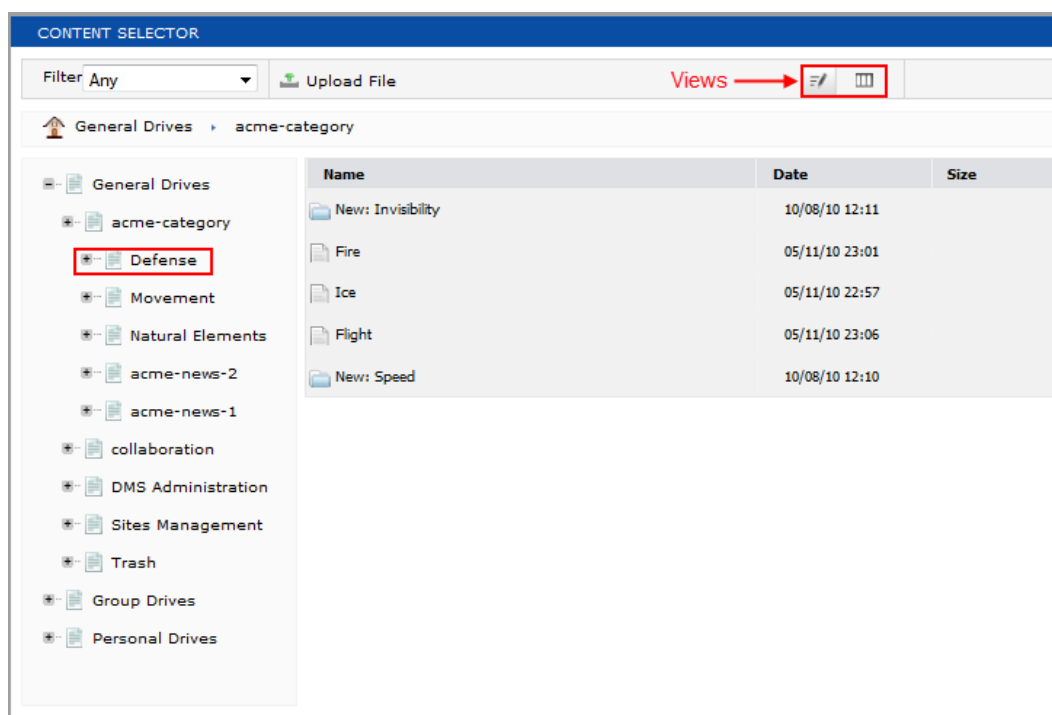 CONTENT SELECTOR
Filter Any Upload File Views
General Drives acme-category
Name Date Size
General Drives
acme-category
Defense
Movement
Natural Elements
acme-news-2
acme-news-1
collaboration
DMS Administration
Sites Management
Trash
Group Drives
Personal Drives
New: Invisibility 10/08/10 12:11
Fire 05/11/10 23:01
Ice 05/11/10 22:57
Flight 05/11/10 23:06
New: Speed 10/08/10 12:10